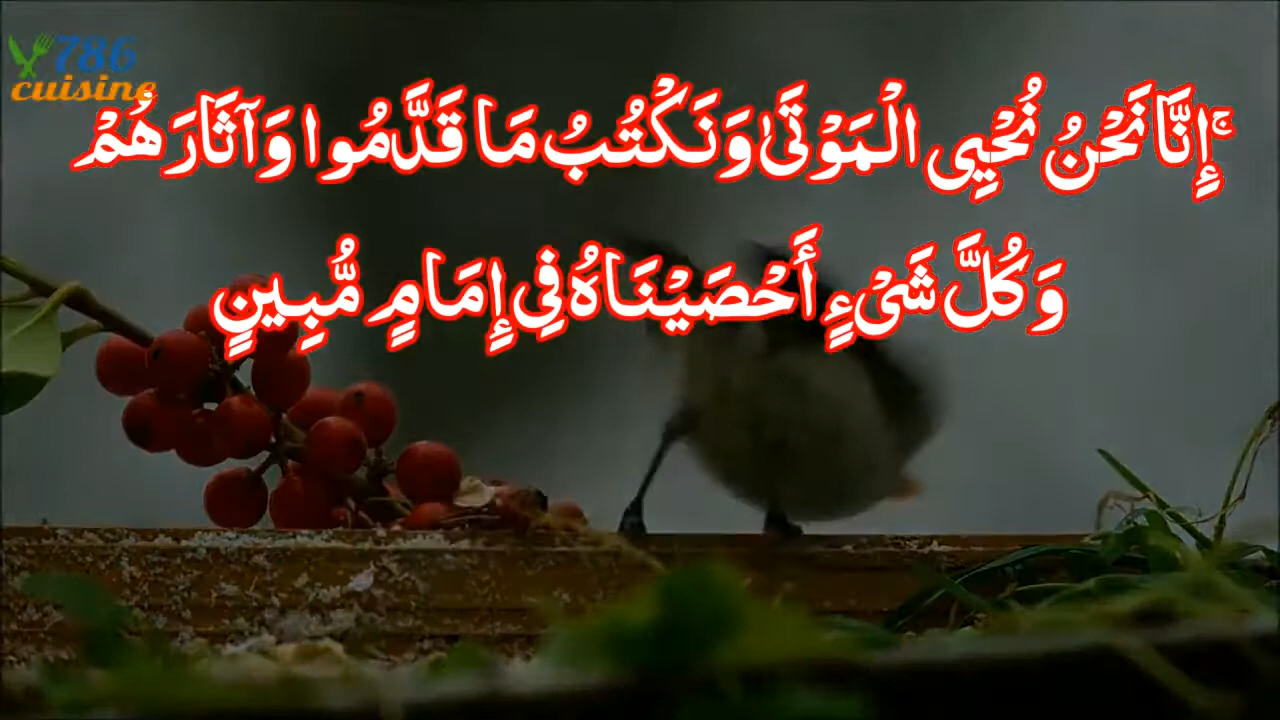 786
cuisine
إِنَّا نَحْنُ نُحْيِي الْمَوْتَىٰ وَنَكْتُبُ مَا قَدَّمُوا وَآثَارَهُمْ ۚ
وَكُلَّ شَيْءٍ أَحْصَيْنَاهُ فِي إِمَامٍ مُّبِينٍ